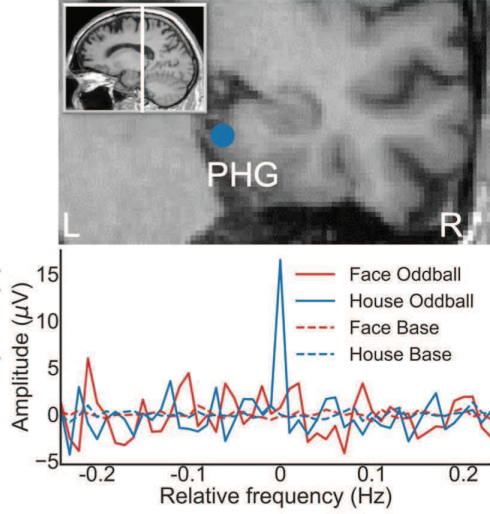 PHG
L
R
15
10
5
0
−5
Amplitude (μV)
Face Oddball
House Oddball
Face Base
House Base
-0.2
-0.1
0
0.1
0.2
Relative frequency (Hz)